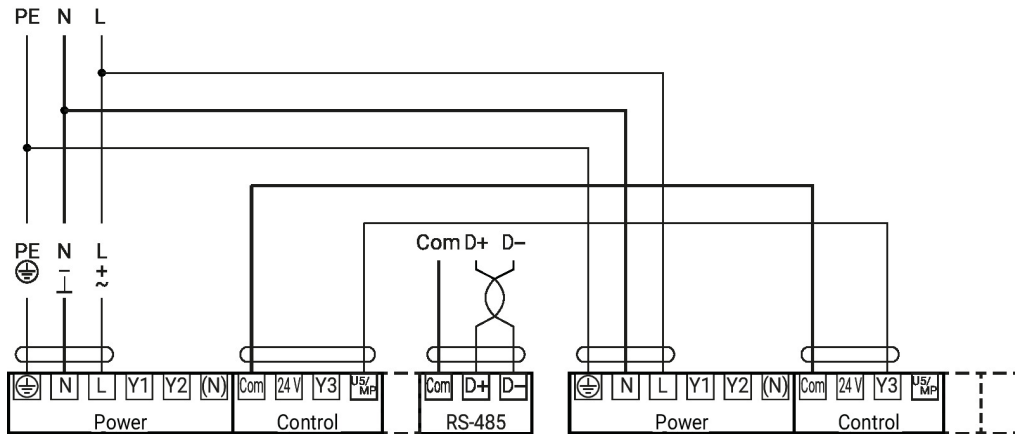 PE N L
Com D+ D–
PE N L
– +
⊥ ~
N L Y1 Y2 (N) Com 24 V Y3 U5/MP Com D+ D– N L Y1 Y2 (N) Com 24 V Y3 U5/MP
Power Control RS-485 Power Control